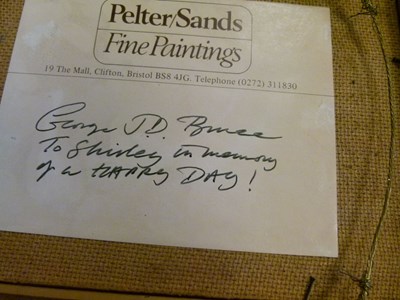 Pelter/Sands
Fine Paintings
19 The Mall, Clifton, Bristol BS8 4JG. Telephone (0272) 311830
George J.D. Bruce
To Shirley in memory
of a HAPPY DAY!